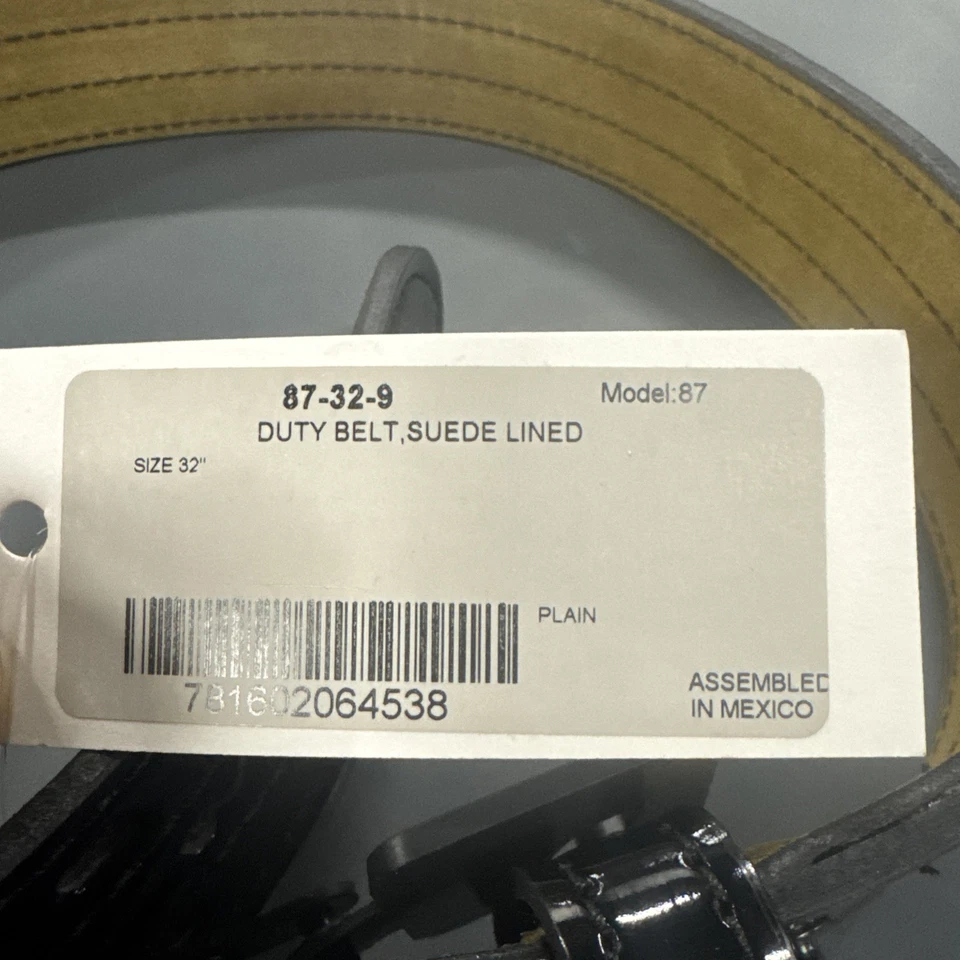 87-32-9
Model:87
DUTY BELT,SUEDE LINED
SIZE 32"
PLAIN
781602064538
ASSEMBLED
IN MEXICO